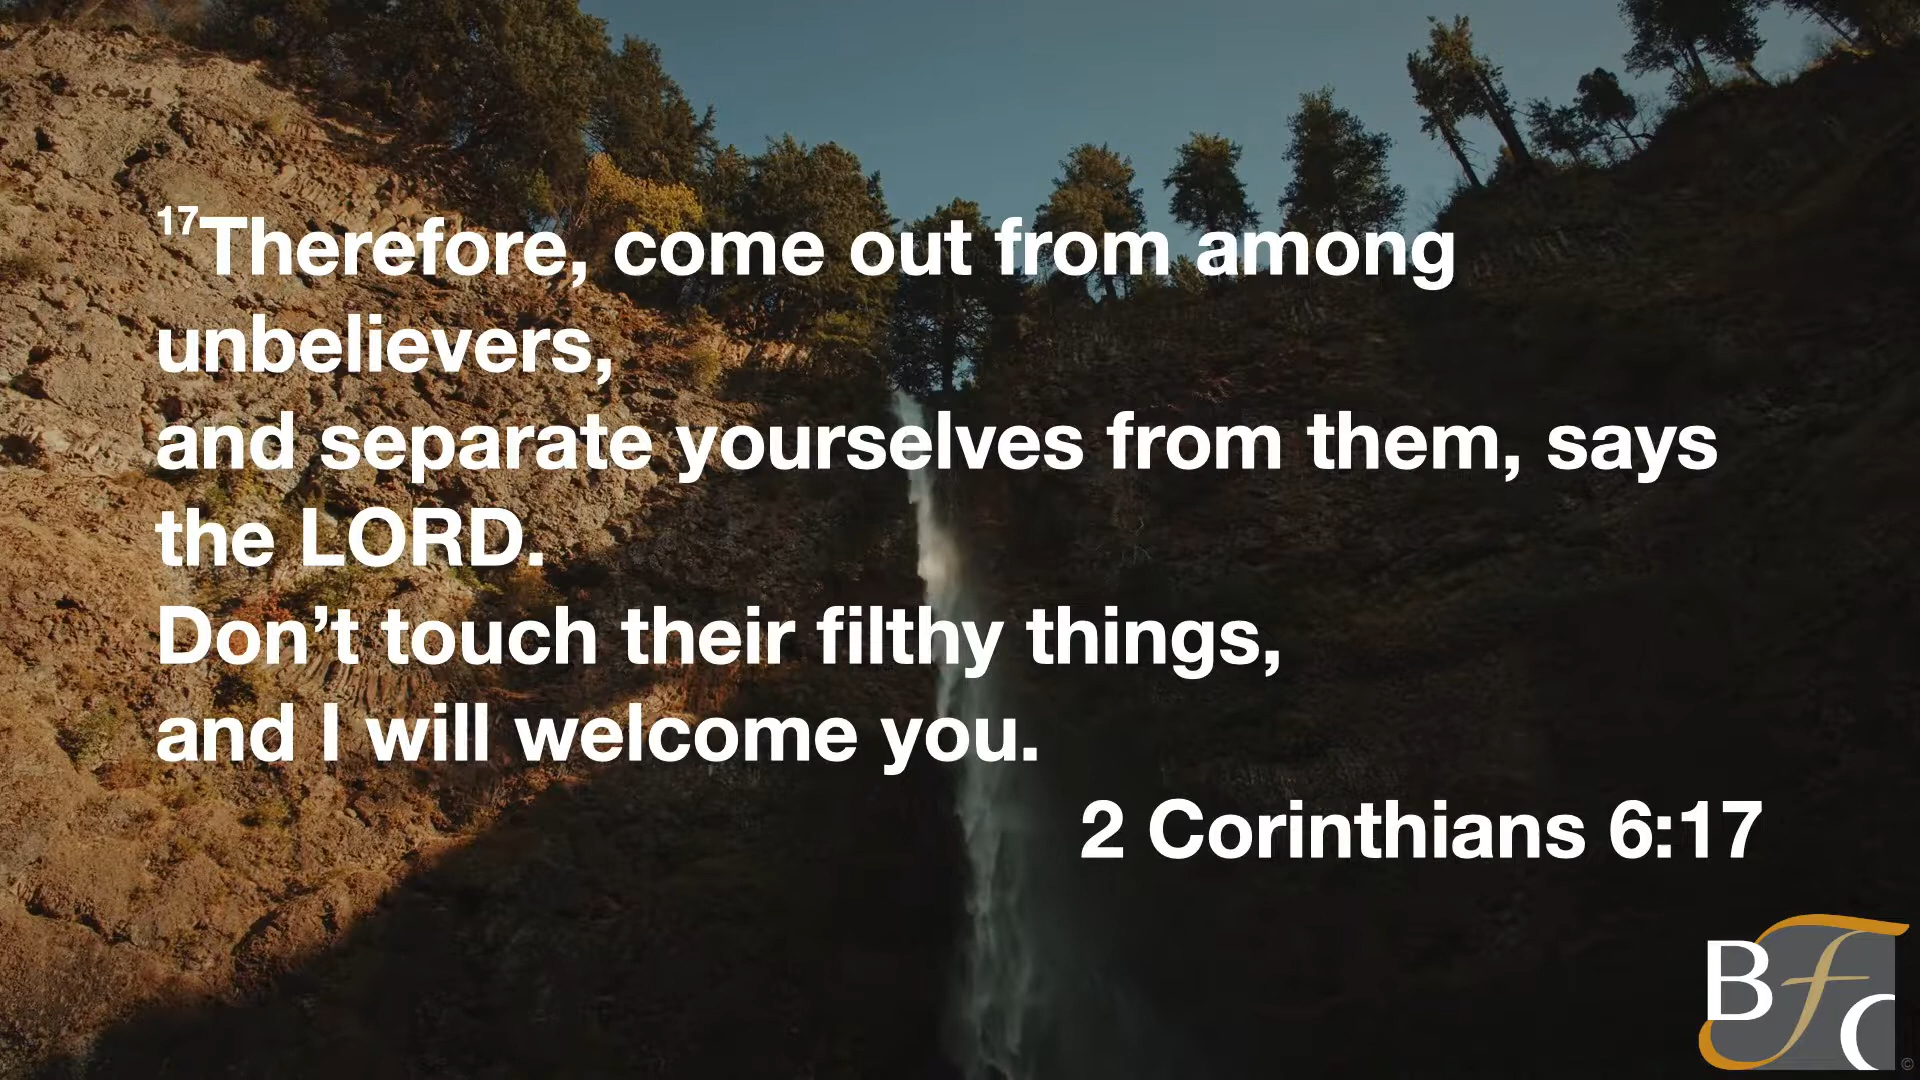 17Therefore, come out from among
unbelievers,
and separate yourselves from them, says
the LORD.
Don’t touch their filthy things,
and I will welcome you.
2 Corinthians 6:17
BfC
©